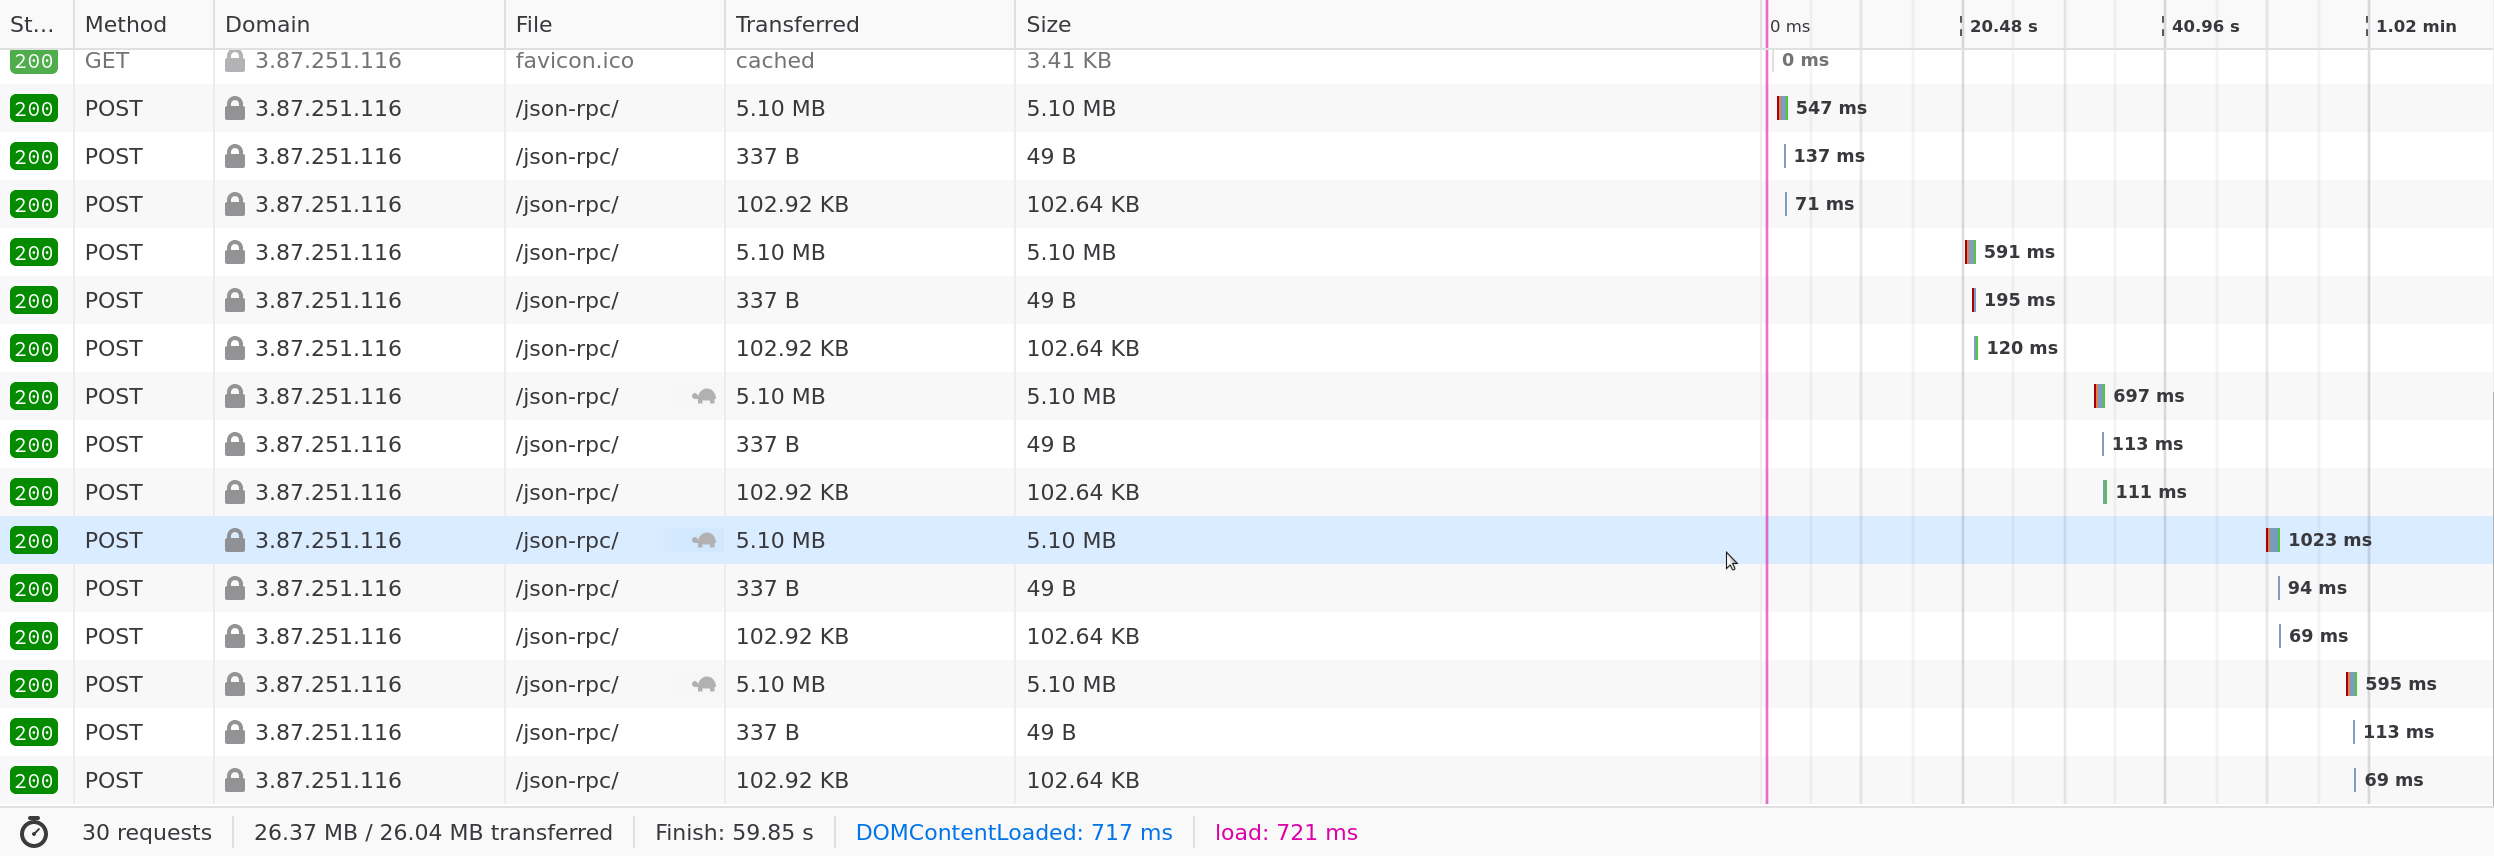 St… Method Domain File Transferred Size 0 ms 20.48 s 40.96 s 1.02 min
200 GET 3.87.251.116 favicon.ico cached 3.41 KB 0 ms
200 POST 3.87.251.116 /json-rpc/ 5.10 MB 5.10 MB 547 ms
200 POST 3.87.251.116 /json-rpc/ 337 B 49 B 137 ms
200 POST 3.87.251.116 /json-rpc/ 102.92 KB 102.64 KB 71 ms
200 POST 3.87.251.116 /json-rpc/ 5.10 MB 5.10 MB 591 ms
200 POST 3.87.251.116 /json-rpc/ 337 B 49 B 195 ms
200 POST 3.87.251.116 /json-rpc/ 102.92 KB 102.64 KB 120 ms
200 POST 3.87.251.116 /json-rpc/ 5.10 MB 5.10 MB 697 ms
200 POST 3.87.251.116 /json-rpc/ 337 B 49 B 113 ms
200 POST 3.87.251.116 /json-rpc/ 102.92 KB 102.64 KB 111 ms
200 POST 3.87.251.116 /json-rpc/ 5.10 MB 5.10 MB 1023 ms
200 POST 3.87.251.116 /json-rpc/ 337 B 49 B 94 ms
200 POST 3.87.251.116 /json-rpc/ 102.92 KB 102.64 KB 69 ms
200 POST 3.87.251.116 /json-rpc/ 5.10 MB 5.10 MB 595 ms
200 POST 3.87.251.116 /json-rpc/ 337 B 49 B 113 ms
200 POST 3.87.251.116 /json-rpc/ 102.92 KB 102.64 KB 69 ms
30 requests 26.37 MB / 26.04 MB transferred Finish: 59.85 s DOMContentLoaded: 717 ms load: 721 ms